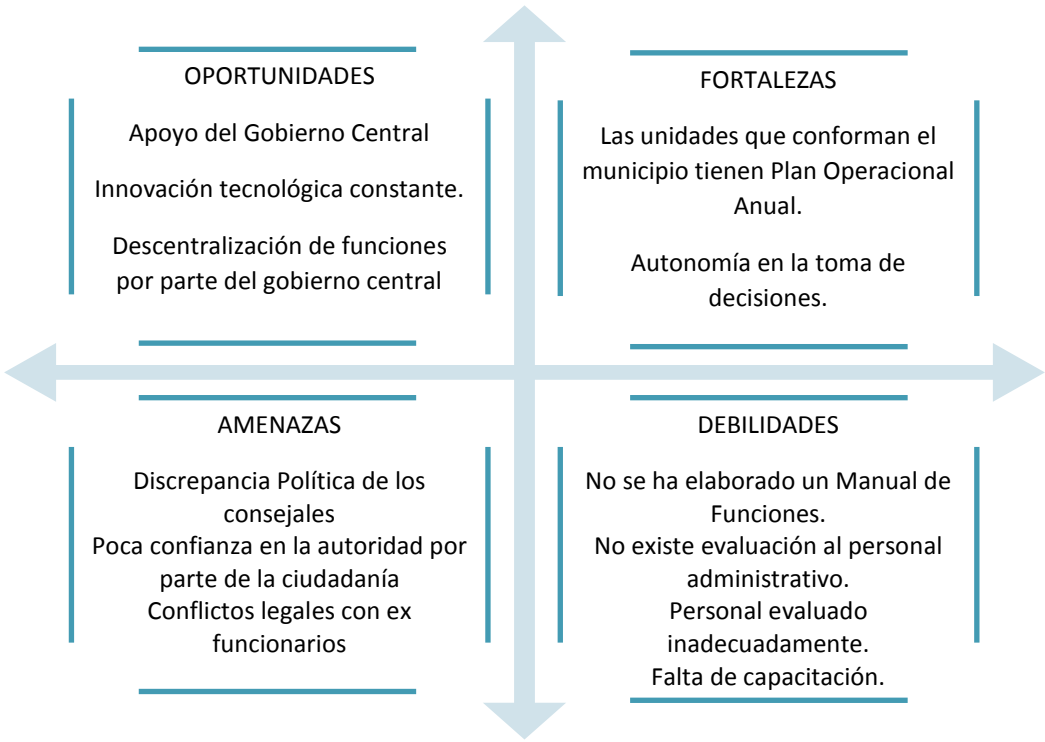 OPORTUNIDADES
Apoyo del Gobierno Central
Innovación tecnológica constante.
Descentralización de funciones
por parte del gobierno central
FORTALEZAS
Las unidades que conforman el
municipio tienen Plan Operacional
Anual.
Autonomía en la toma de
decisiones.
AMENAZAS
Discrepancia Política de los
consejales
Poca confianza en la autoridad por
parte de la ciudadanía
Conflictos legales con ex
funcionarios
DEBILIDADES
No se ha elaborado un Manual de
Funciones.
No existe evaluación al personal
administrativo.
Personal evaluado
inadecuadamente.
Falta de capacitación.